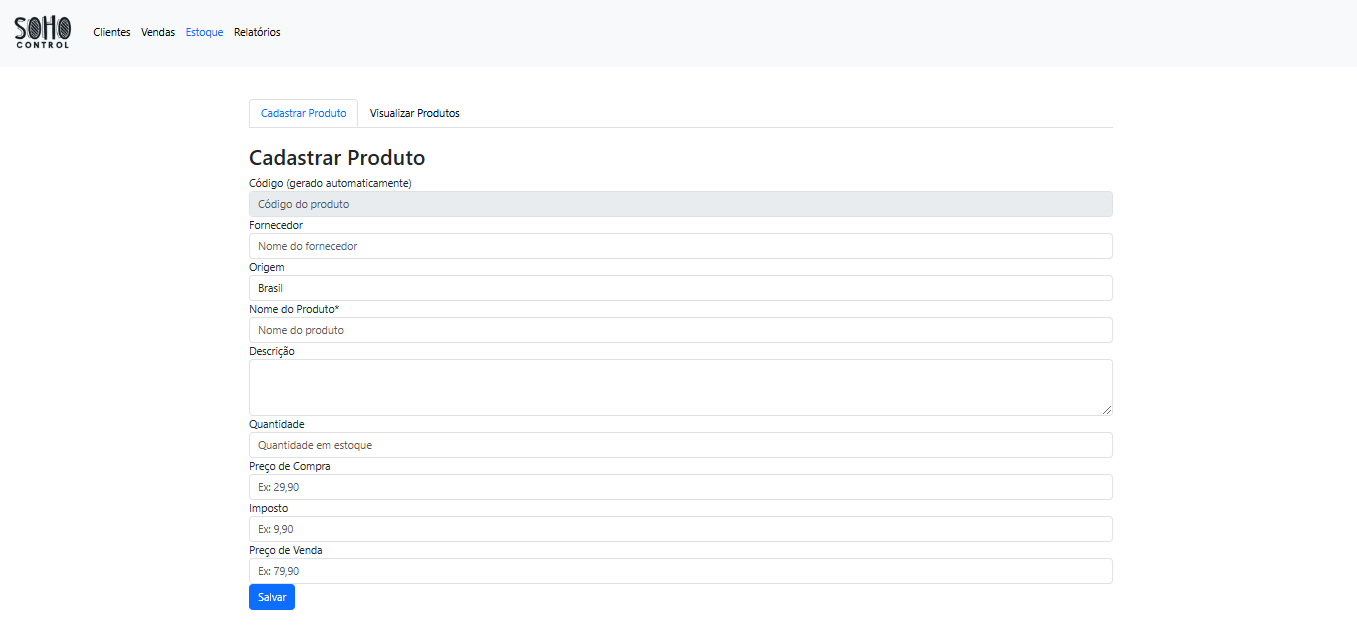 SOHO
CONTROL
Clientes Vendas Estoque Relatórios
Cadastrar Produto Visualizar Produtos
Cadastrar Produto
Código (gerado automaticamente)
Código do produto
Fornecedor
Nome do fornecedor
Origem
Brasil
Nome do Produto*
Nome do produto
Descrição
Quantidade
Quantidade em estoque
Preço de Compra
Ex: 29,90
Imposto
Ex: 9,90
Preço de Venda
Ex: 79,90
Salvar